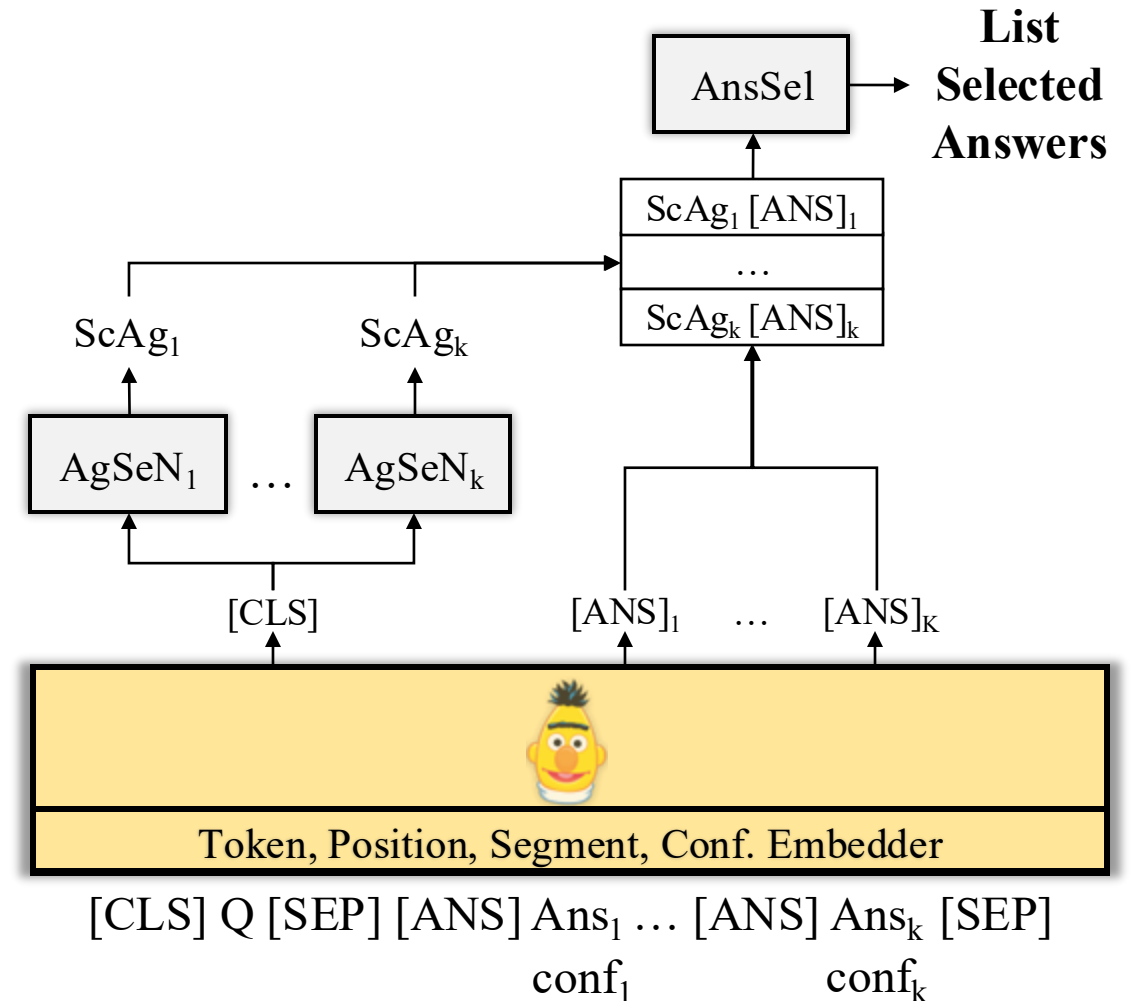 List
Selected
Answers
AnsSel
ScAg₁ [ANS]₁
…
ScAgₖ [ANS]ₖ
ScAg₁ ScAgₖ
AgSeN₁ … AgSeNₖ
[CLS] [ANS]₁ … [ANS]K
Token, Position, Segment, Conf. Embedder
[CLS] Q [SEP] [ANS] Ans₁ … [ANS] Ansₖ [SEP]
conf₁ confₖ